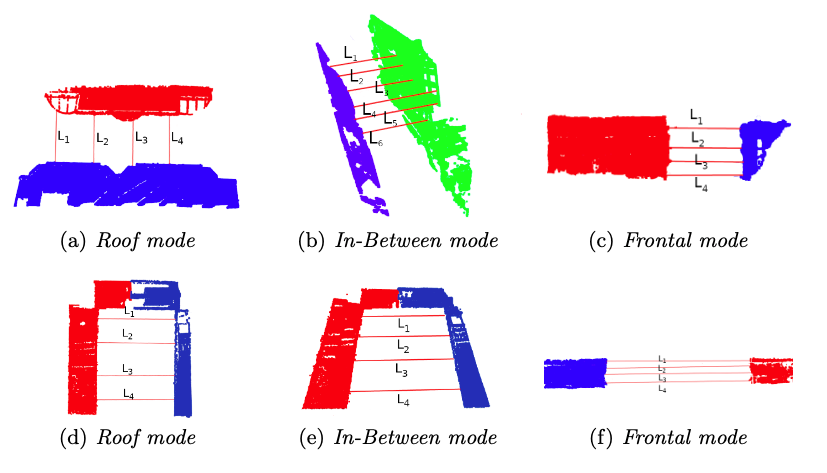 L1 L2 L3 L4
(a) Roof mode
L1
L2
L3
L4
L5
L6
(b) In-Between mode
L1
L2
L3
L4
(c) Frontal mode
L1
L2
L3
L4
(d) Roof mode
L1
L2
L3
L4
(e) In-Between mode
L1
L2
L3
L4
(f) Frontal mode